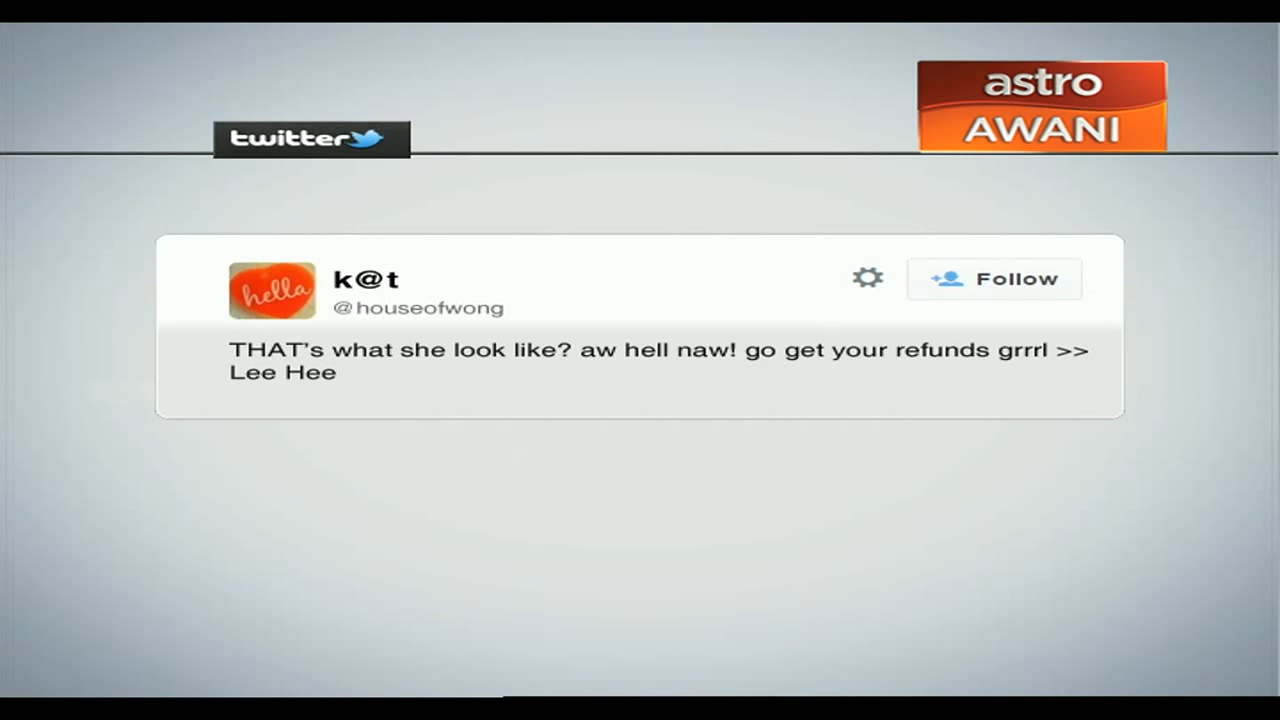 astro
AWANI
twitter
hella
k@t
Follow
@houseofwong
THAT's what she look like? aw hell naw! go get your refunds grrrl >>
Lee Hee